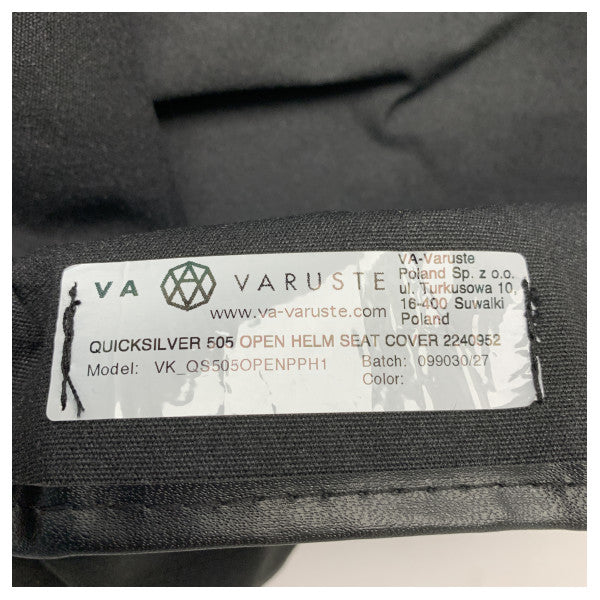 VA VARUSTE
www.va-varuste.com
VA-Varuste
Poland Sp. z o.o.
ul. Turkusowa 10,
16-400 Suwalki
Poland
QUICKSILVER 505 OPEN HELM SEAT COVER 2240952
Model: VK_QS505OPENPPH1 Batch: 099030/27
Color: